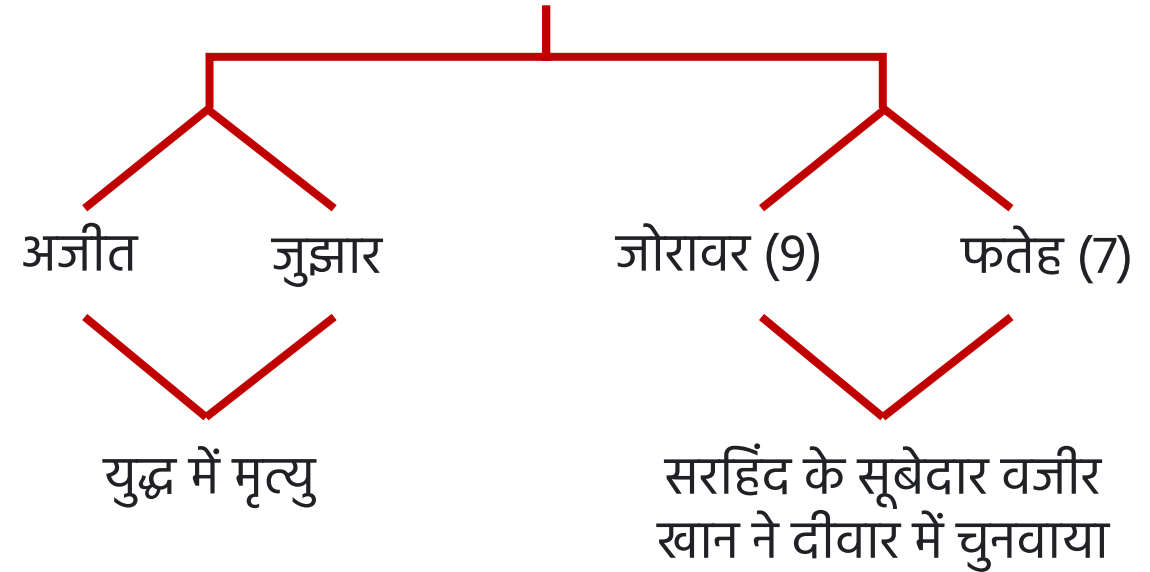 अजीत जुझार जोरावर (9) फतेह (7)
युद्ध में मृत्यु
सरहिंद के सूबेदार वजीर
खान ने दीवार में चुनवाया